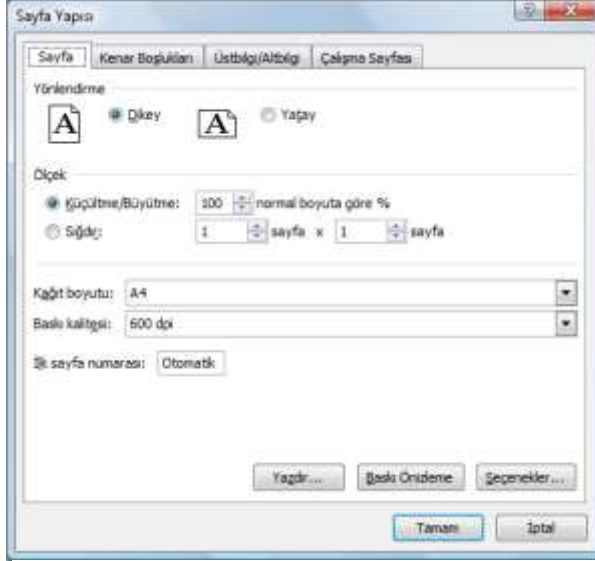 Sayfa Yapısı
Sayfa Kenar Boşlukları Üstbilgi/Altbilgi Çalışma Sayfası
Yönlendirme
A Dikey A Yatay
Ölçek
Küçültme/Büyütme: 100 normal boyuta göre %
Sığdır: 1 sayfa x 1 sayfa
Kağıt boyutu: A4
Baskı kalitesi: 600 dpi
İlk sayfa numarası: Otomatik
Yazdır... Baskı Önizleme Seçenekler...
Tamam İptal